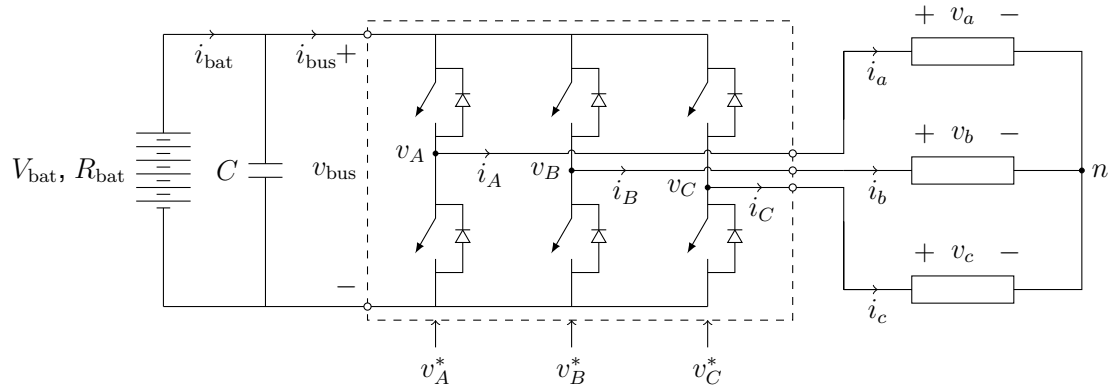 + v_a −
i_bat
i_bus +
i_a
v_A
i_A
+ v_b −
V_bat, R_bat
C
v_bus
v_B
i_B
i_b
n
v_C
i_C
+ v_c −
−
i_c
v_A^*
v_B^*
v_C^*